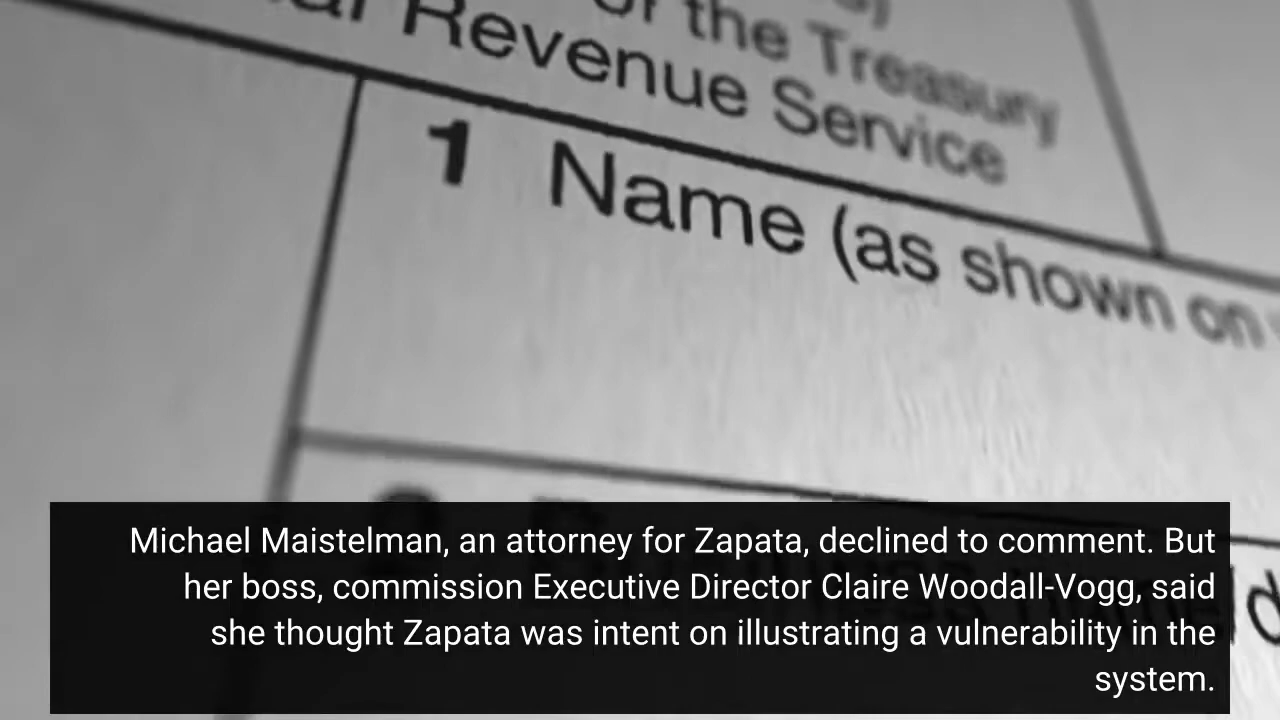 of the Treasury
Revenue Service
1 Name (as shown on
Michael Maistelman, an attorney for Zapata, declined to comment. But
her boss, commission Executive Director Claire Woodall-Vogg, said
she thought Zapata was intent on illustrating a vulnerability in the
system.